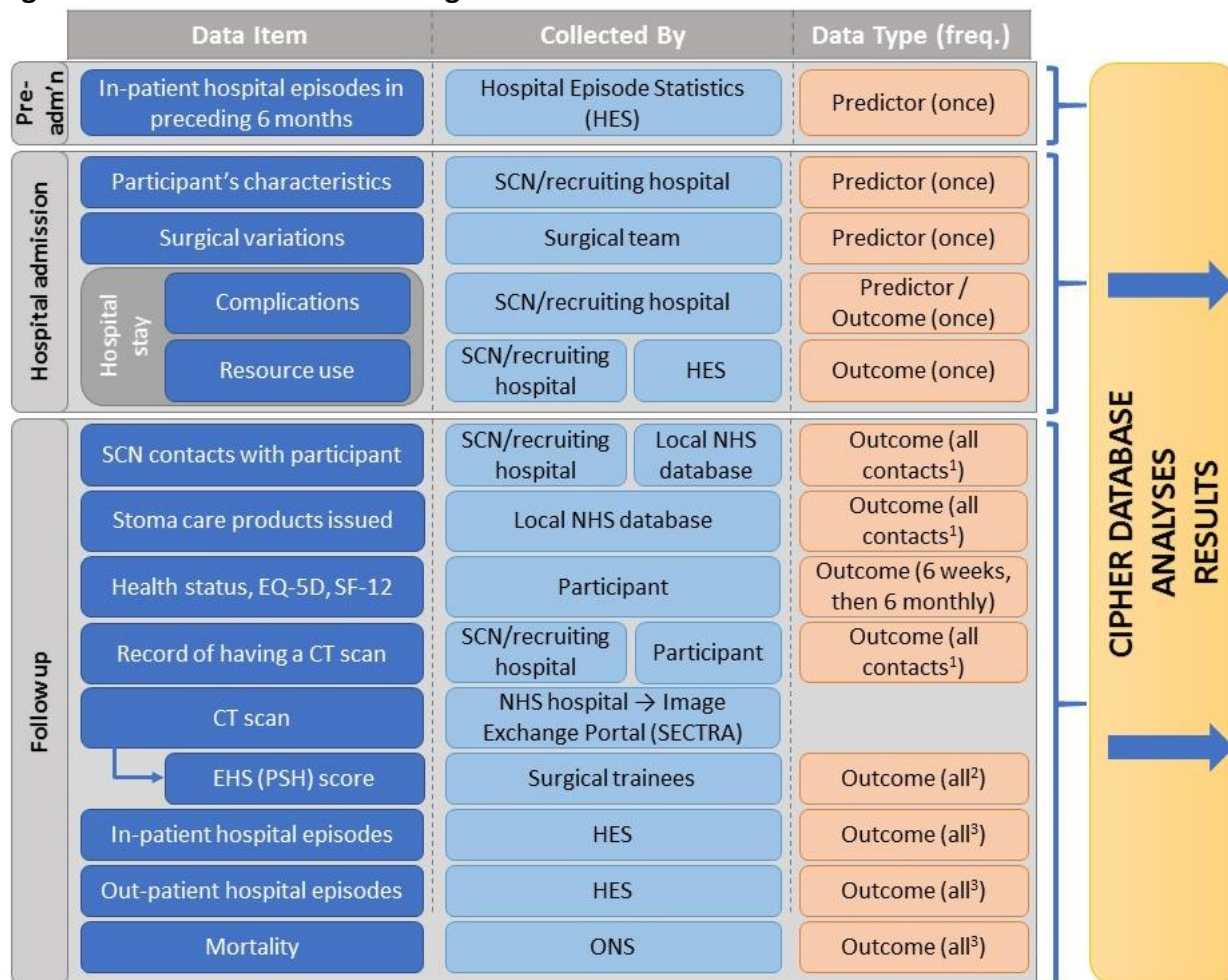 Data Item
Collected By
Data Type (freq.)
Pre-
adm'n
In-patient hospital episodes in
preceding 6 months
Hospital Episode Statistics
(HES)
Predictor (once)
Hospital admission
Participant's characteristics
SCN/recruiting hospital
Predictor (once)
Surgical variations
Surgical team
Predictor (once)
Hospital
stay
Complications
SCN/recruiting hospital
Predictor /
Outcome (once)
Resource use
SCN/recruiting
hospital
HES
Outcome (once)
Follow up
SCN contacts with participant
SCN/recruiting
hospital
Local NHS
database
Outcome (all
contacts¹)
Stoma care products issued
Local NHS database
Outcome (all
contacts¹)
Health status, EQ-5D, SF-12
Participant
Outcome (6 weeks,
then 6 monthly)
Record of having a CT scan
SCN/recruiting
hospital
Participant
Outcome (all
contacts¹)
CT scan
NHS hospital → Image
Exchange Portal (SECTRA)
EHS (PSH) score
Surgical trainees
Outcome (all²)
In-patient hospital episodes
HES
Outcome (all³)
Out-patient hospital episodes
HES
Outcome (all³)
Mortality
ONS
Outcome (all³)
CIPHER DATABASE
ANALYSES
RESULTS